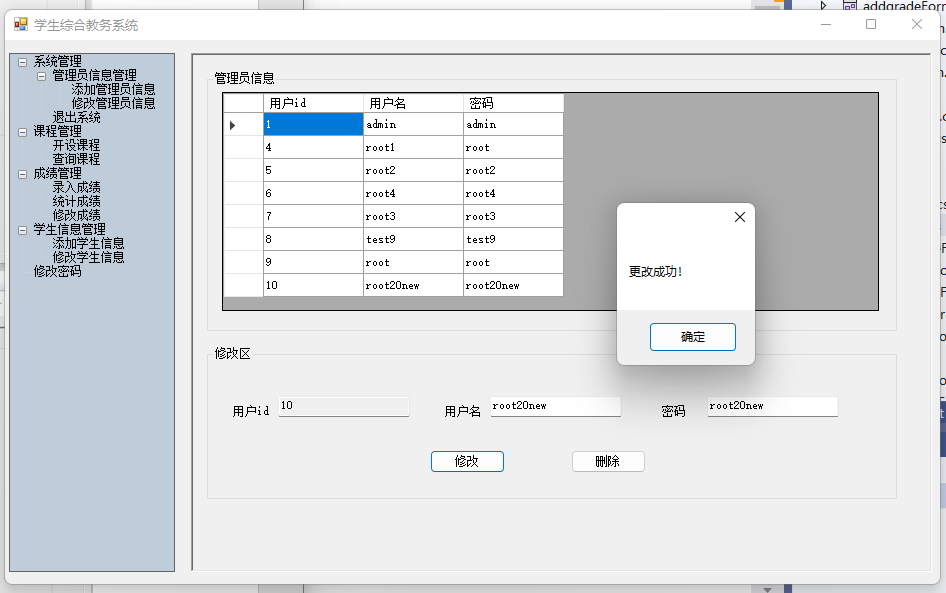 addgradeForm
学生综合教务系统
系统管理
管理员信息管理
添加管理员信息
修改管理员信息
退出系统
课程管理
开设课程
查询课程
成绩管理
录入成绩
统计成绩
修改成绩
学生信息管理
添加学生信息
修改学生信息
修改密码
管理员信息
用户id 用户名 密码
1 admin admin
4 root1 root
5 root2 root2
6 root4 root4
7 root3 root3
8 test9 test9
9 root root
10 root20new root20new
更改成功!
确定
修改区
用户id 10 用户名 root20new 密码 root20new
修改 删除